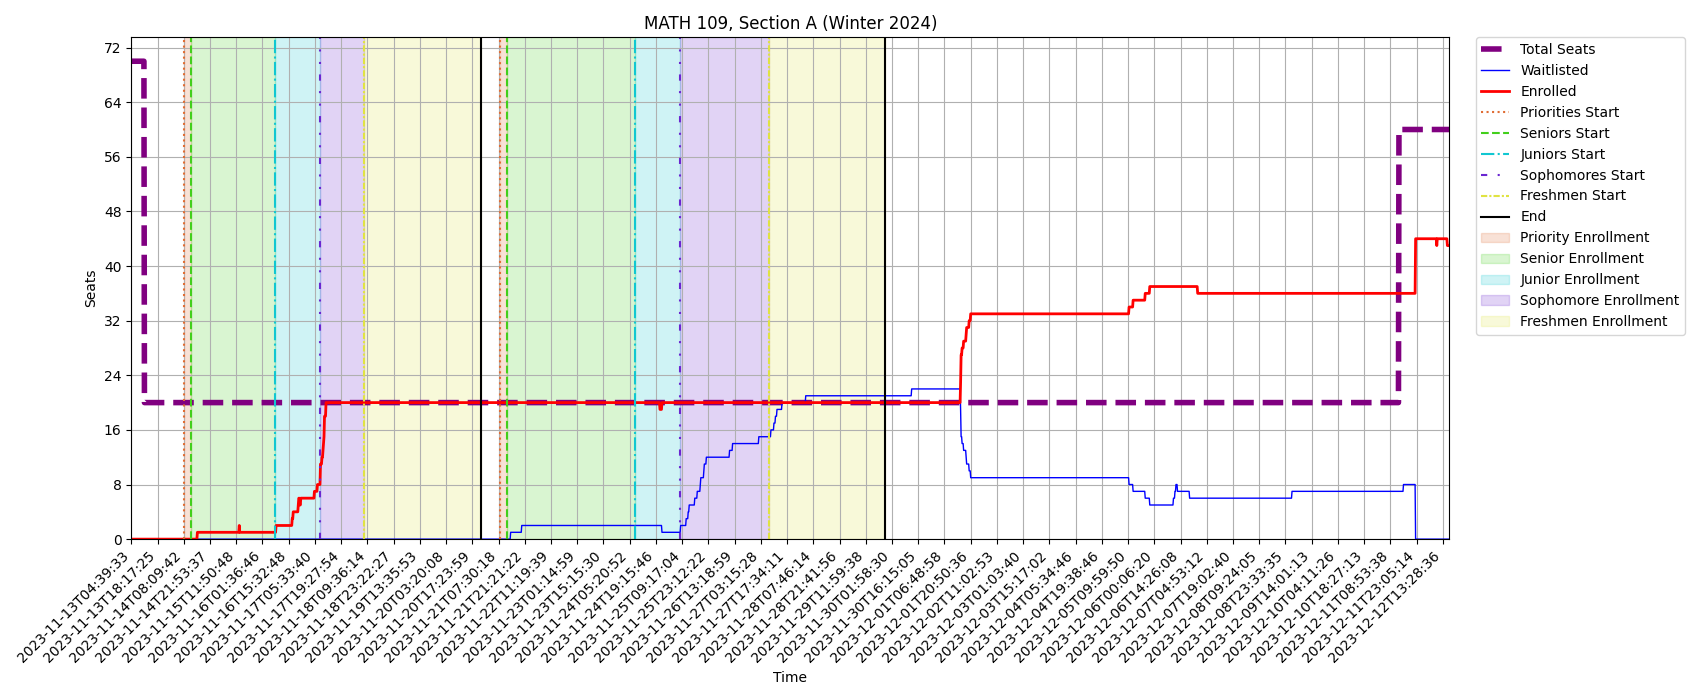 MATH 109, Section A (Winter 2024)
Seats
72
64
56
48
40
32
24
16
8
0
2023-11-13T04:39:33
2023-11-13T18:17:25
2023-11-14T08:09:42
2023-11-14T21:53:37
2023-11-15T11:50:48
2023-11-16T01:36:46
2023-11-16T15:32:48
2023-11-17T05:33:40
2023-11-17T19:27:54
2023-11-18T09:36:14
2023-11-18T23:22:27
2023-11-19T13:35:53
2023-11-20T03:20:08
2023-11-20T17:23:59
2023-11-21T07:30:18
2023-11-21T21:21:22
2023-11-22T11:19:39
2023-11-23T01:14:59
2023-11-23T15:15:30
2023-11-24T05:20:52
2023-11-24T19:15:46
2023-11-25T09:17:04
2023-11-25T23:12:22
2023-11-26T13:18:59
2023-11-27T03:15:28
2023-11-27T17:34:11
2023-11-28T07:46:14
2023-11-28T21:41:56
2023-11-29T11:59:38
2023-11-30T01:58:30
2023-11-30T16:15:05
2023-12-01T06:48:58
2023-12-01T20:50:36
2023-12-02T11:02:53
2023-12-03T01:03:40
2023-12-03T15:17:02
2023-12-04T05:34:46
2023-12-04T19:38:46
2023-12-05T09:59:50
2023-12-06T00:06:20
2023-12-06T14:26:08
2023-12-07T04:53:12
2023-12-07T19:02:40
2023-12-08T09:24:05
2023-12-08T23:33:35
2023-12-09T14:01:13
2023-12-10T04:11:26
2023-12-10T18:27:13
2023-12-11T08:53:38
2023-12-11T23:05:14
2023-12-12T13:28:36
Time
Total Seats
Waitlisted
Enrolled
Priorities Start
Seniors Start
Juniors Start
Sophomores Start
Freshmen Start
End
Priority Enrollment
Senior Enrollment
Junior Enrollment
Sophomore Enrollment
Freshmen Enrollment